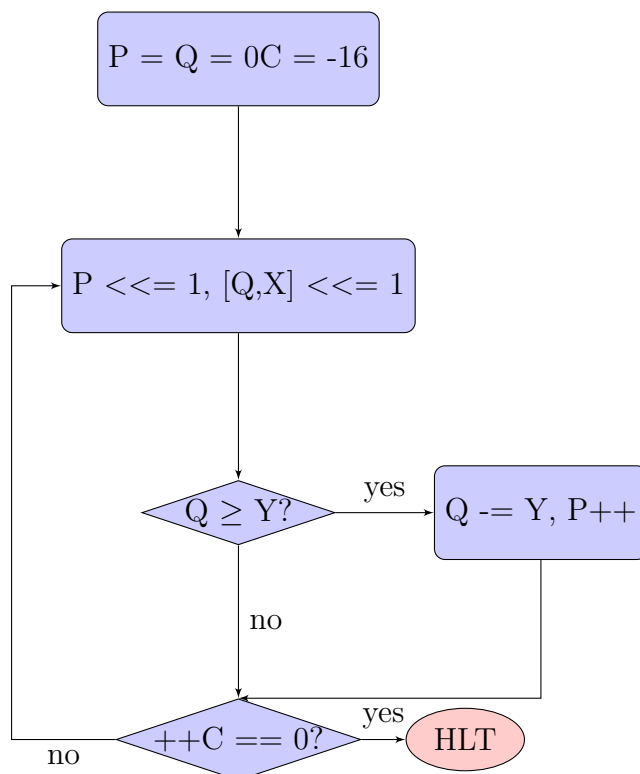 P = Q = 0C = -16
P <<= 1, [Q,X] <<= 1
Q ≥ Y?
yes
Q -= Y, P++
no
++C == 0?
yes
HLT
no